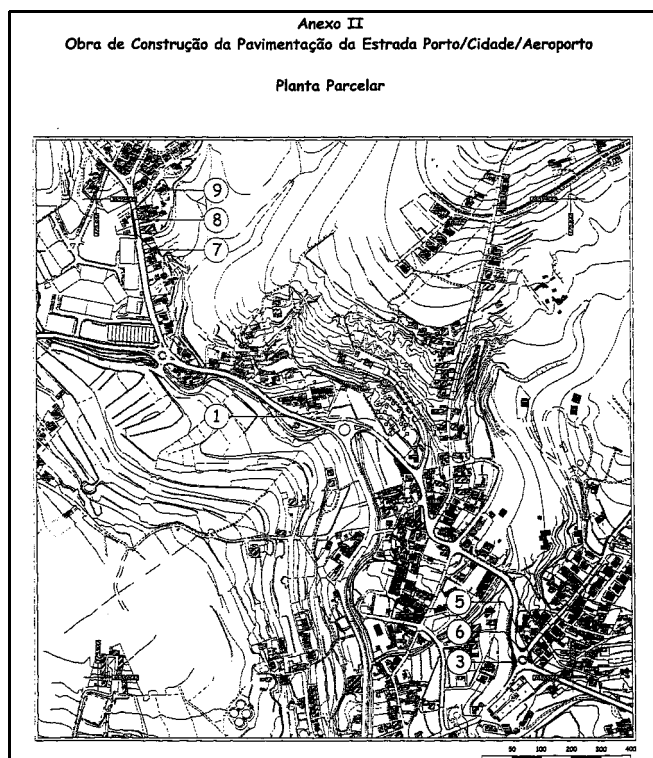 Anexo II
Obra de Construção da Pavimentação da Estrada Porto/Cidade/Aeroporto
Planta Parcelar
9
8
7
1
5
6
3
50 100 200 300 400